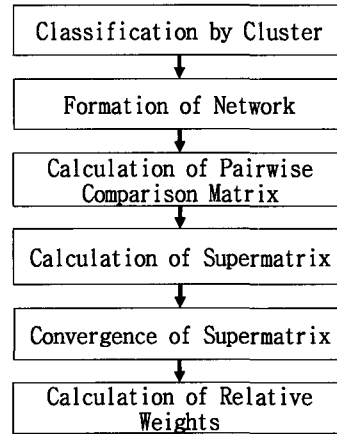 Classification by Cluster
Formation of Network
Calculation of Pairwise
Comparison Matrix
Calculation of Supermatrix
Convergence of Supermatrix
Calculation of Relative
Weights